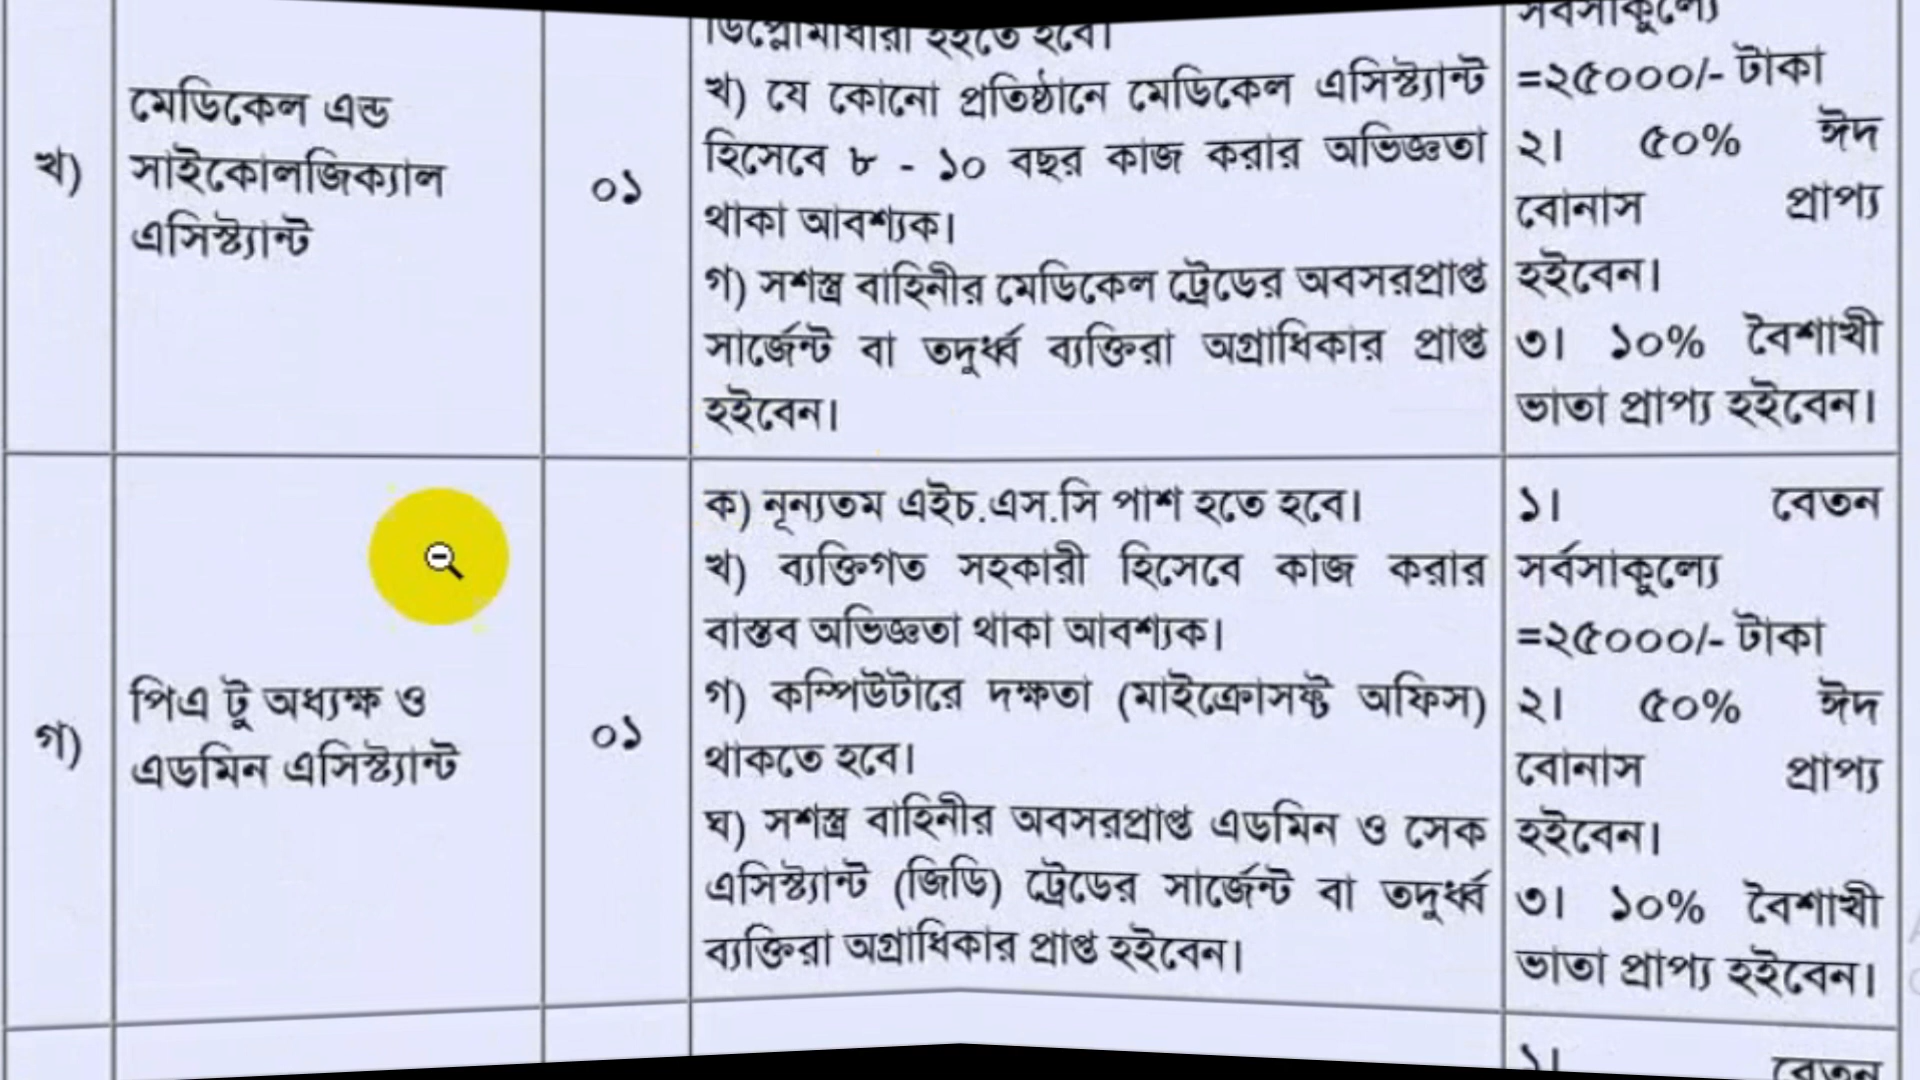 খ)
মেডিকেল এন্ড
সাইকোলজিক্যাল
এসিস্ট্যান্ট
০১
ডিপ্লোমাধারী হইতে হবে।
খ) যে কোনো প্রতিষ্ঠানে মেডিকেল এসিস্ট্যান্ট
হিসেবে ৮ - ১০ বছর কাজ করার অভিজ্ঞতা
থাকা আবশ্যক।
গ) সশস্ত্র বাহিনীর মেডিকেল ট্রেডের অবসরপ্রাপ্ত
সার্জেন্ট বা তদুর্ধ্ব ব্যক্তিরা অগ্রাধিকার প্রাপ্ত
হইবেন।
সর্বসাকুল্যে
=২৫০০০/- টাকা
২। ৫০% ঈদ
বোনাস প্রাপ্য
হইবেন।
৩। ১০% বৈশাখী
ভাতা প্রাপ্য হইবেন।
গ)
পিএ টু অধ্যক্ষ ও
এডমিন এসিস্ট্যান্ট
০১
ক) নূন্যতম এইচ.এস.সি পাশ হতে হবে।
খ) ব্যক্তিগত সহকারী হিসেবে কাজ করার
বাস্তব অভিজ্ঞতা থাকা আবশ্যক।
গ) কম্পিউটারে দক্ষতা (মাইক্রোসফ্ট অফিস)
থাকতে হবে।
ঘ) সশস্ত্র বাহিনীর অবসরপ্রাপ্ত এডমিন ও সেক
এসিস্ট্যান্ট (জিডি) ট্রেডের সার্জেন্ট বা তদুর্ধ্ব
ব্যক্তিরা অগ্রাধিকার প্রাপ্ত হইবেন।
১। বেতন
সর্বসাকুল্যে
=২৫০০০/- টাকা
২। ৫০% ঈদ
বোনাস প্রাপ্য
হইবেন।
৩। ১০% বৈশাখী
ভাতা প্রাপ্য হইবেন।
১। বেতন